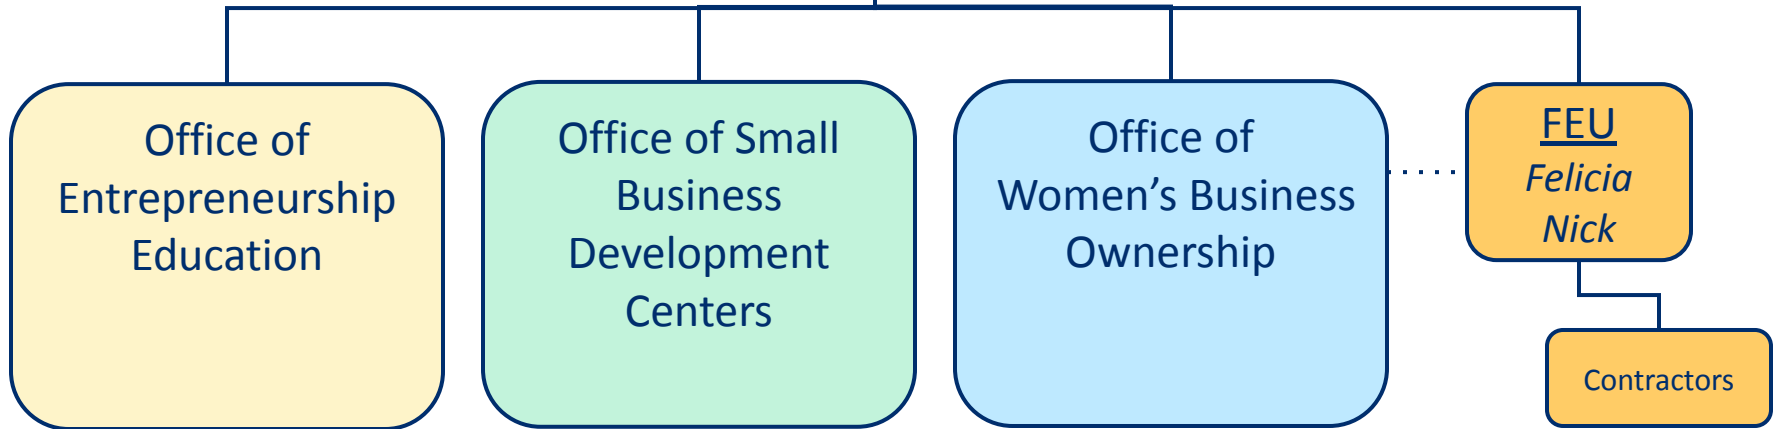 Office of
Entrepreneurship
Education
Office of Small
Business
Development
Centers
Office of
Women’s Business
Ownership
FEU
Felicia
Nick
Contractors